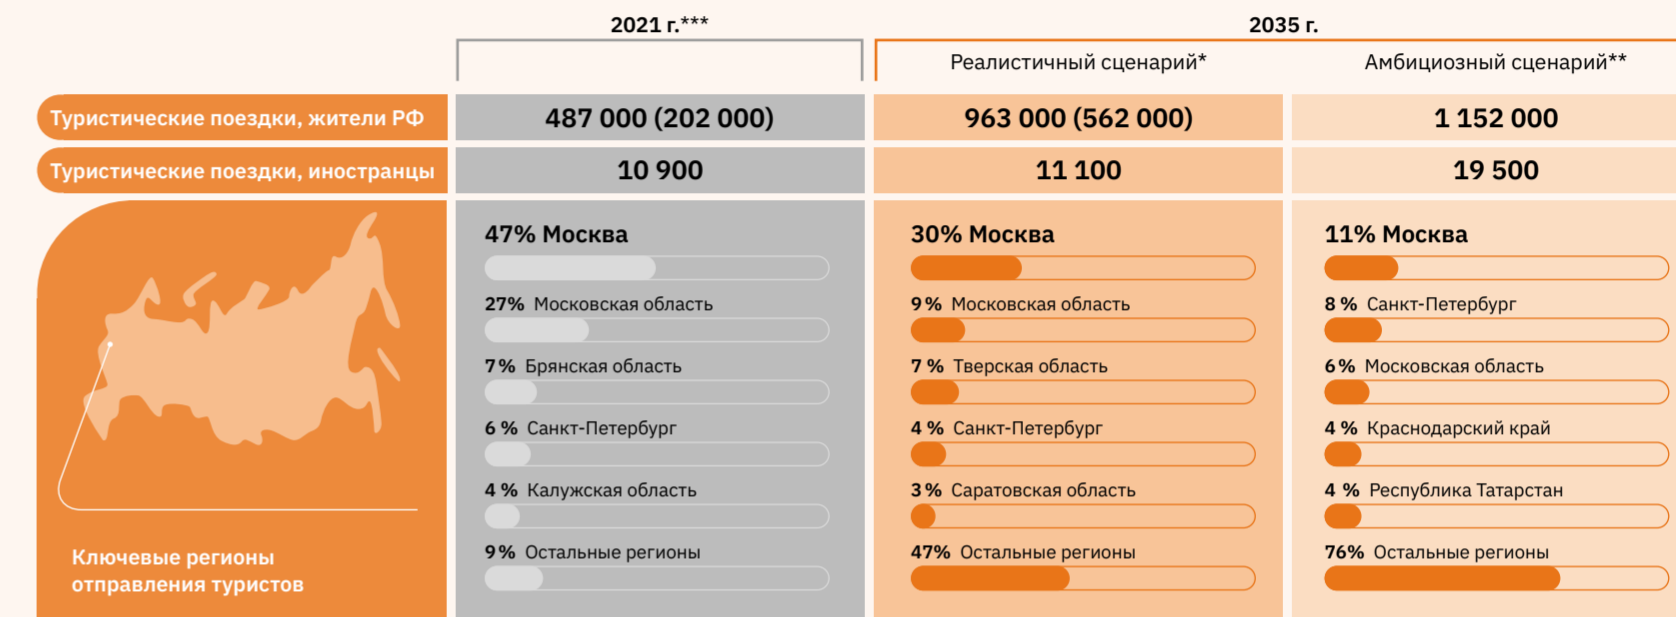 2021 г.***
2035 г.
Реалистичный сценарий*
Амбициозный сценарий**
Туристические поездки, жители РФ
487 000 (202 000)
963 000 (562 000)
1 152 000
Туристические поездки, иностранцы
10 900
11 100
19 500
Ключевые регионы
отправления туристов
47% Москва
27% Московская область
7% Брянская область
6% Санкт-Петербург
4% Калужская область
9% Остальные регионы
30% Москва
9% Московская область
7% Тверская область
4% Санкт-Петербург
3% Саратовская область
47% Остальные регионы
11% Москва
8% Санкт-Петербург
6% Московская область
4% Краснодарский край
4% Республика Татарстан
76% Остальные регионы